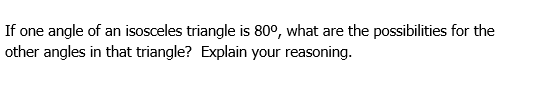 If one angle of an isosceles triangle is 80º, what are the possibilities for the
other angles in that triangle?  Explain your reasoning.